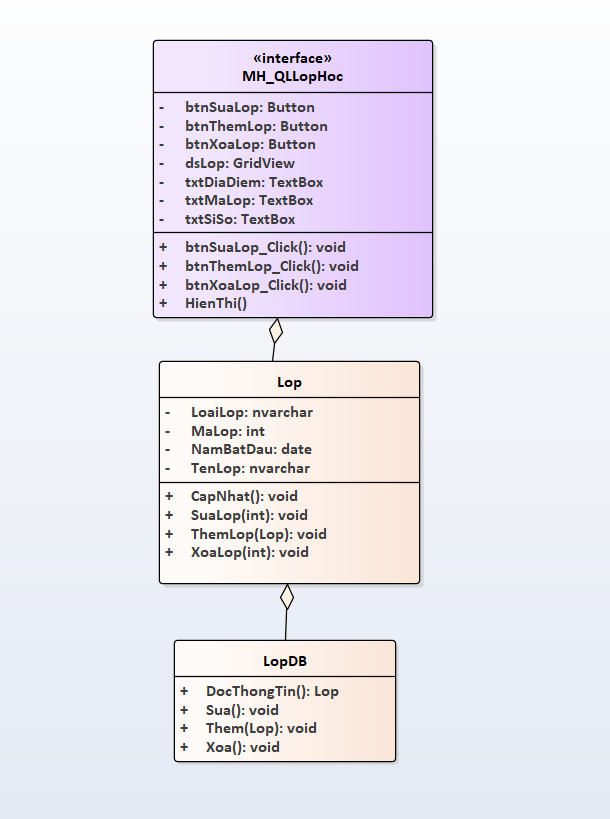 «interface»
MH_QLLopHoc
- btnSuaLop: Button
- btnThemLop: Button
- btnXoaLop: Button
- dsLop: GridView
- txtDiaDiem: TextBox
- txtMaLop: TextBox
- txtSiSo: TextBox
+ btnSuaLop_Click(): void
+ btnThemLop_Click(): void
+ btnXoaLop_Click(): void
+ HienThi()
Lop
- LoaiLop: nvarchar
- MaLop: int
- NamBatDau: date
- TenLop: nvarchar
+ CapNhat(): void
+ SuaLop(int): void
+ ThemLop(Lop): void
+ XoaLop(int): void
LopDB
+ DocThongTin(): Lop
+ Sua(): void
+ Them(Lop): void
+ Xoa(): void